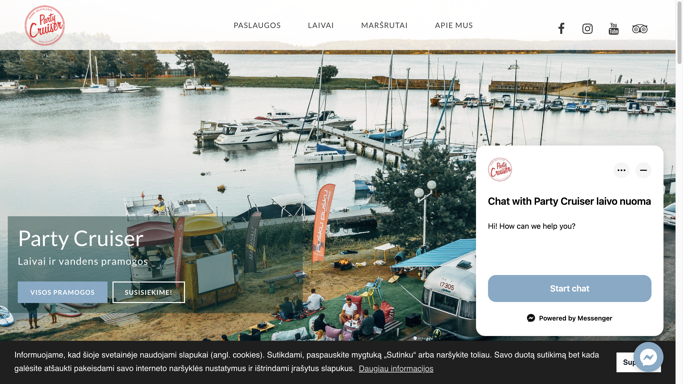 Party
Cruiser
PASLAUGOS
LAIVAI
MARŠRUTAI
APIE MUS
You
Tube
Party Cruiser
Laivai ir vandens pramogos
VISOS PRAMOGOS
SUSISIEKIME!
17305
Party
Cruiser
Chat with Party Cruiser laivo nuoma
Hi! How can we help you?
Start chat
Powered by Messenger
Informuojame, kad šioje svetainėje naudojami slapukai (angl. cookies). Sutikdami, paspauskite mygtuką „Sutinku“ arba naršykite toliau. Savo duotą sutikimą bet kada
galėsite atšaukti pakeisdami savo interneto naršyklės nustatymus ir ištrindami įrašytus slapukus. Daugiau informacijos